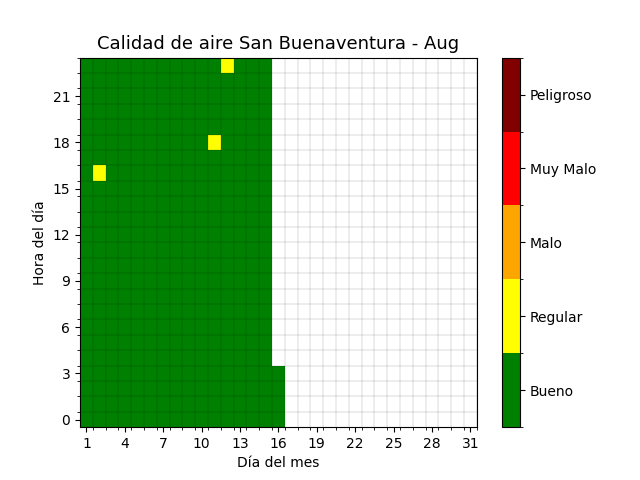 Calidad de aire San Buenaventura - Aug
Hora del día
21
18
15
12
9
6
3
0
1 4 7 10 13 16 19 22 25 28 31
Día del mes
Peligroso
Muy Malo
Malo
Regular
Bueno